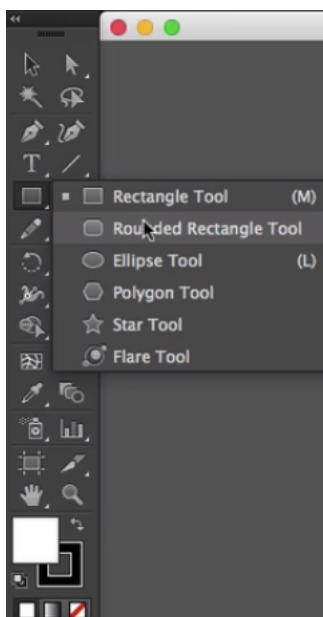 Rectangle Tool (M)
Rounded Rectangle Tool
Ellipse Tool (L)
Polygon Tool
Star Tool
Flare Tool